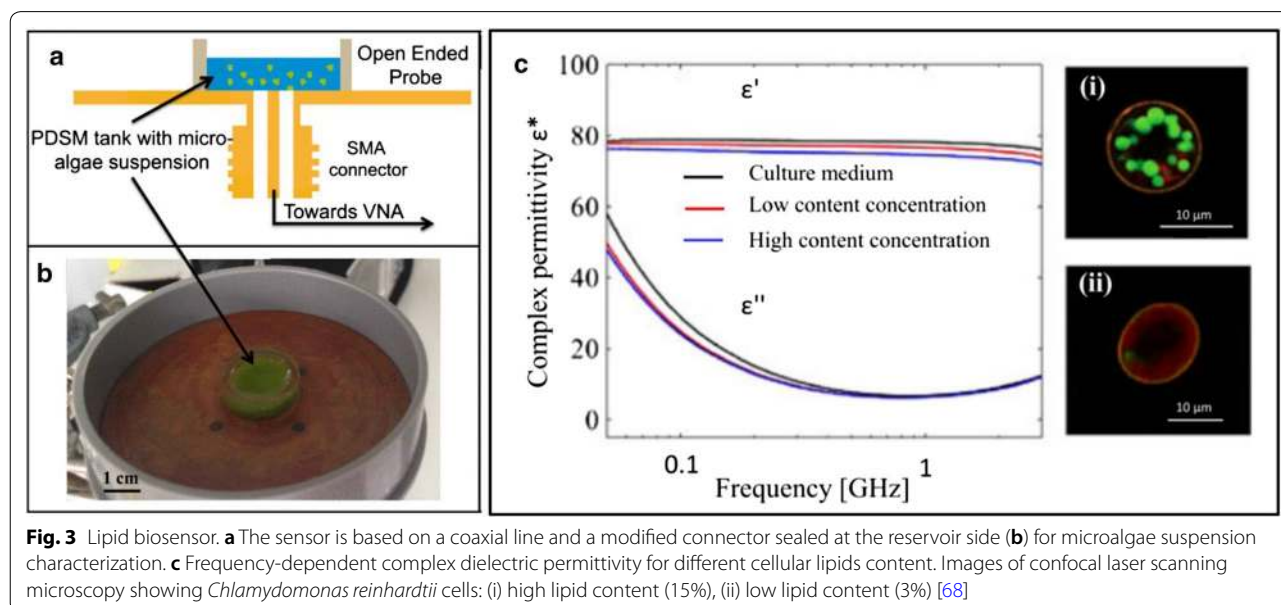 a
Open Ended
Probe
PDSM tank with micro-
algae suspension
SMA
connector
Towards VNA
b
1 cm
c
Complex permittivity ε*
100
80
60
40
20
0
ε'
Culture medium
Low content concentration
High content concentration
ε"
0.1
1
Frequency [GHz]
(i)
10 µm
(ii)
10 µm
Fig. 3 Lipid biosensor. a The sensor is based on a coaxial line and a modified connector sealed at the reservoir side (b) for microalgae suspension
characterization. c Frequency-dependent complex dielectric permittivity for different cellular lipids content. Images of confocal laser scanning
microscopy showing Chlamydomonas reinhardtii cells: (i) high lipid content (15%), (ii) low lipid content (3%) [68]